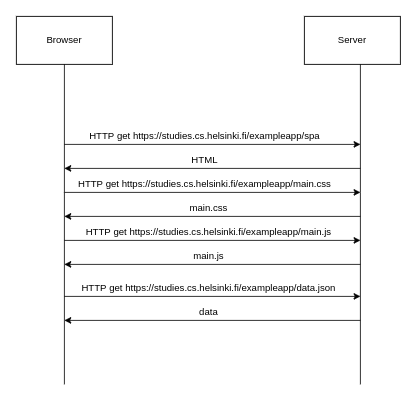 Browser
Server
HTTP get https://studies.cs.helsinki.fi/exampleapp/spa
HTML
HTTP get https://studies.cs.helsinki.fi/exampleapp/main.css
main.css
HTTP get https://studies.cs.helsinki.fi/exampleapp/main.js
main.js
HTTP get https://studies.cs.helsinki.fi/exampleapp/data.json
data